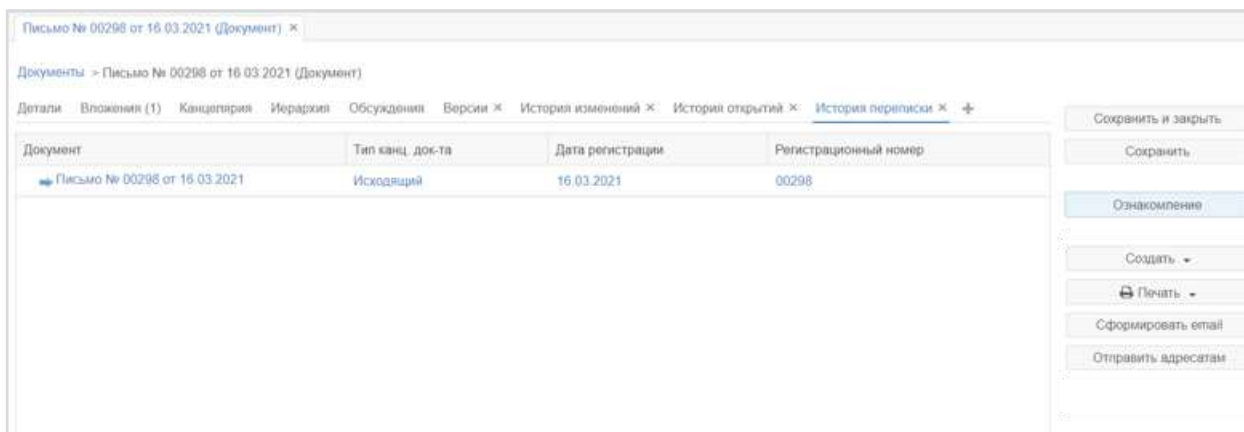 Письмо № 00298 от 16.03.2021 (Документ) ×
Документы > Письмо № 00298 от 16.03.2021 (Документ)
Детали Вложения (1) Канцелярия Иерархия Обсуждения Версии × История изменений × История открытий × История переписки × +
Документ Тип канц. док-та Дата регистрации Регистрационный номер
Письмо № 00298 от 16.03.2021 Исходящий 16.03.2021 00298
Сохранить и закрыть
Сохранить
Ознакомление
Создать
Печать
Сформировать email
Отправить адресатам